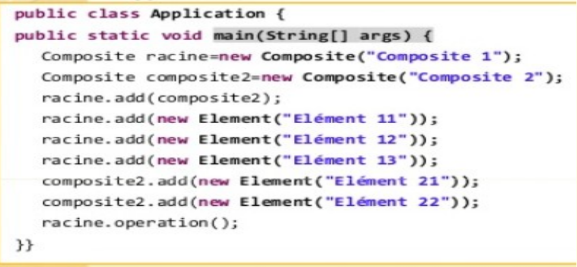 public class Application {
public static void main(String[] args) {
Composite racine=new Composite("Composite 1");
Composite composite2=new Composite("Composite 2");
racine.add(composite2);
racine.add(new Element("Elément 11"));
racine.add(new Element("Elément 12"));
racine.add(new Element("Elément 13"));
composite2.add(new Element("Elément 21"));
composite2.add(new Element("Elément 22"));
racine.operation();
}}